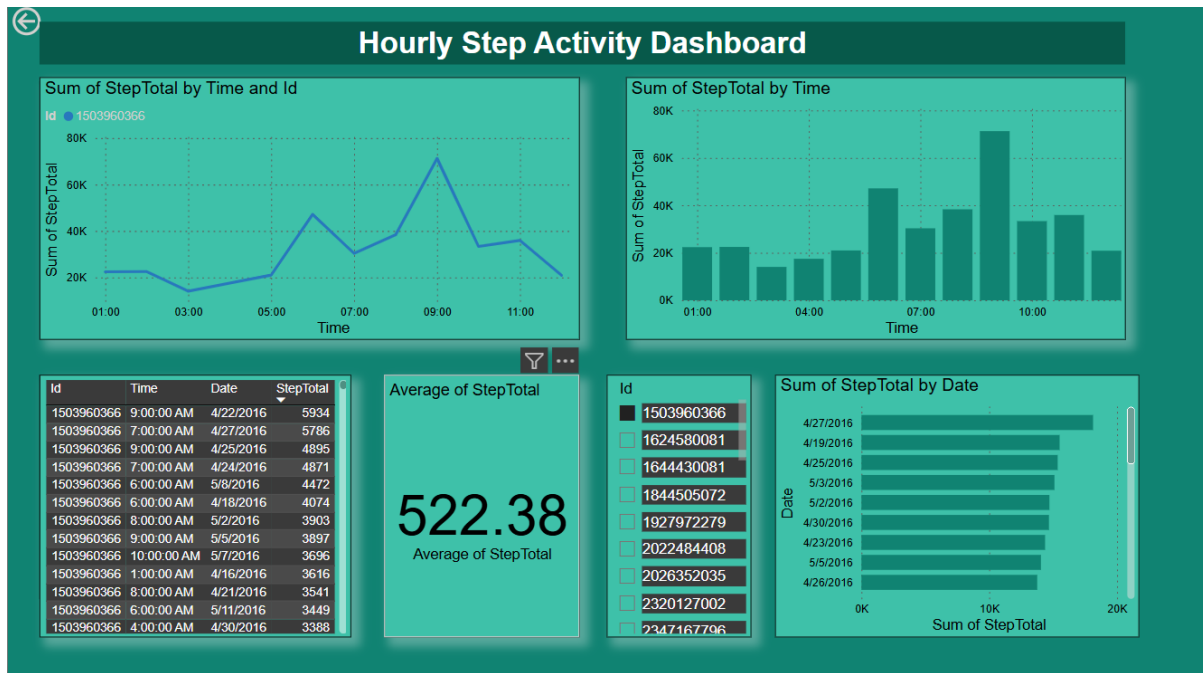 Hourly Step Activity Dashboard
Sum of StepTotal by Time and Id
Id 1503960366
Sum of StepTotal
80K
60K
40K
20K
01:00 03:00 05:00 07:00 09:00 11:00
Time
Sum of StepTotal by Time
Sum of StepTotal
80K
60K
40K
20K
0K
01:00 04:00 07:00 10:00
Time
Id Time Date StepTotal
1503960366 9:00:00 AM 4/22/2016 5934
1503960366 7:00:00 AM 4/27/2016 5786
1503960366 9:00:00 AM 4/25/2016 4895
1503960366 7:00:00 AM 4/24/2016 4871
1503960366 6:00:00 AM 5/8/2016 4472
1503960366 6:00:00 AM 4/18/2016 4074
1503960366 8:00:00 AM 5/2/2016 3903
1503960366 9:00:00 AM 5/5/2016 3897
1503960366 10:00:00 AM 5/7/2016 3696
1503960366 1:00:00 AM 4/16/2016 3616
1503960366 8:00:00 AM 4/21/2016 3541
1503960366 6:00:00 AM 5/11/2016 3449
1503960366 4:00:00 AM 4/30/2016 3388
Average of StepTotal
522.38
Average of StepTotal
Id
1503960366
1624580081
1644430081
1844505072
1927972279
2022484408
2026352035
2320127002
2347167796
Sum of StepTotal by Date
Date
4/27/2016
4/19/2016
4/25/2016
5/3/2016
5/2/2016
4/30/2016
4/23/2016
5/5/2016
4/26/2016
0K 10K 20K
Sum of StepTotal